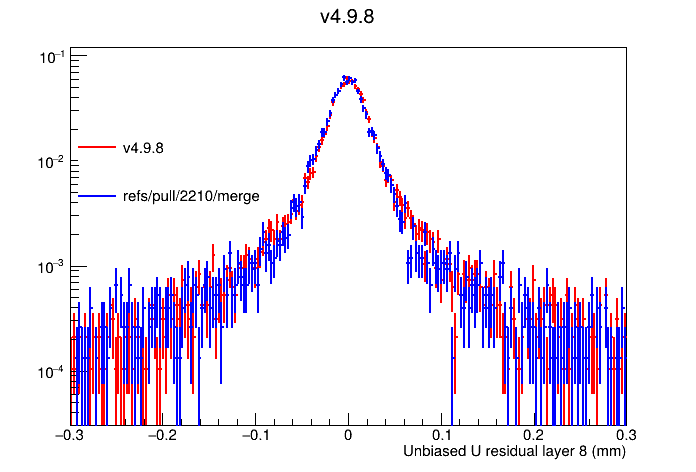 v4.9.8
10⁻¹
v4.9.8
10⁻²
refs/pull/2210/merge
10⁻³
10⁻⁴
−0.3 −0.2 −0.1 0 0.1 0.2 0.3
Unbiased U residual layer 8 (mm)